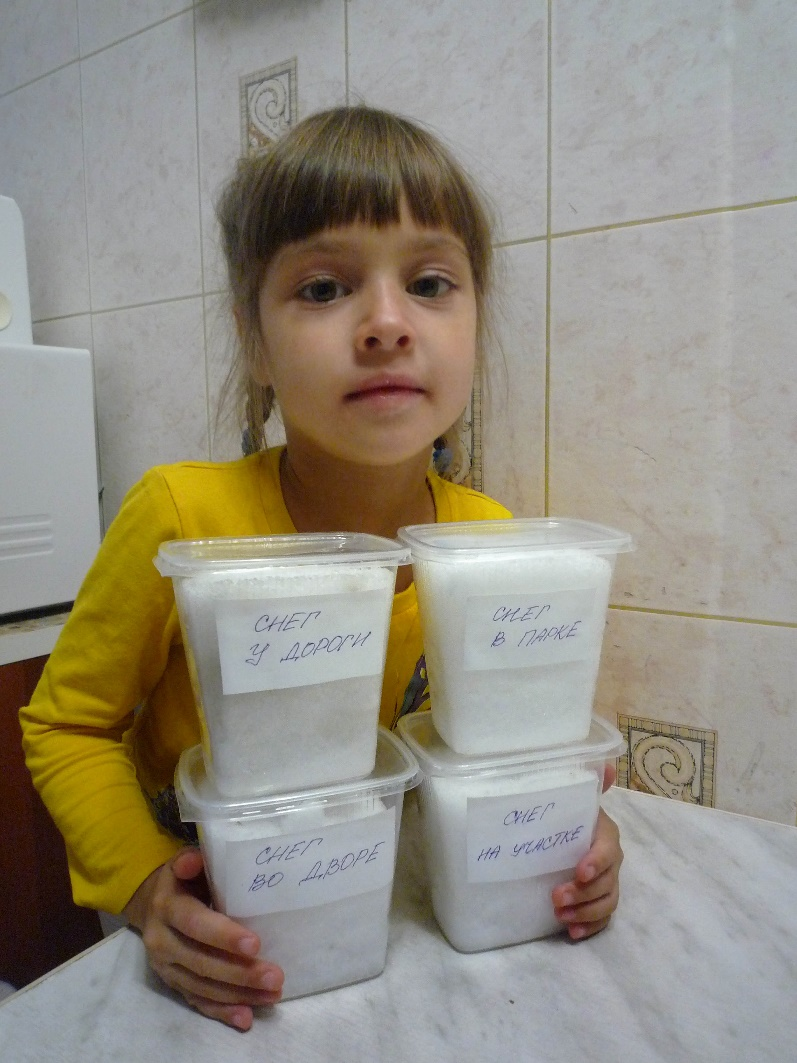 СНЕГ
У ДОРОГИ
СНЕГ
В ПАРКЕ
СНЕГ
ВО ДВОРЕ
СНЕГ
НА УЧАСТКЕ